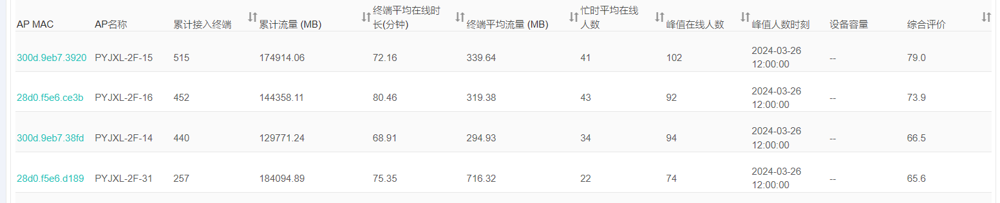 AP MAC AP名称 累计接入终端 累计流量 (MB) 终端平均在线时长(分钟) 终端平均流量 (MB) 忙时平均在线人数 峰值在线人数 峰值人数时刻 设备容量 综合评价
300d.9eb7.3920 PYJXL-2F-15 515 174914.06 72.16 339.64 41 102 2024-03-26 12:00:00 -- 79.0
28d0.f5e6.ce3b PYJXL-2F-16 452 144358.11 80.46 319.38 43 92 2024-03-26 12:00:00 -- 73.9
300d.9eb7.38fd PYJXL-2F-14 440 129771.24 68.91 294.93 34 94 2024-03-26 12:00:00 -- 66.5
28d0.f5e6.d189 PYJXL-2F-31 257 184094.89 75.35 716.32 22 74 2024-03-26 12:00:00 -- 65.6